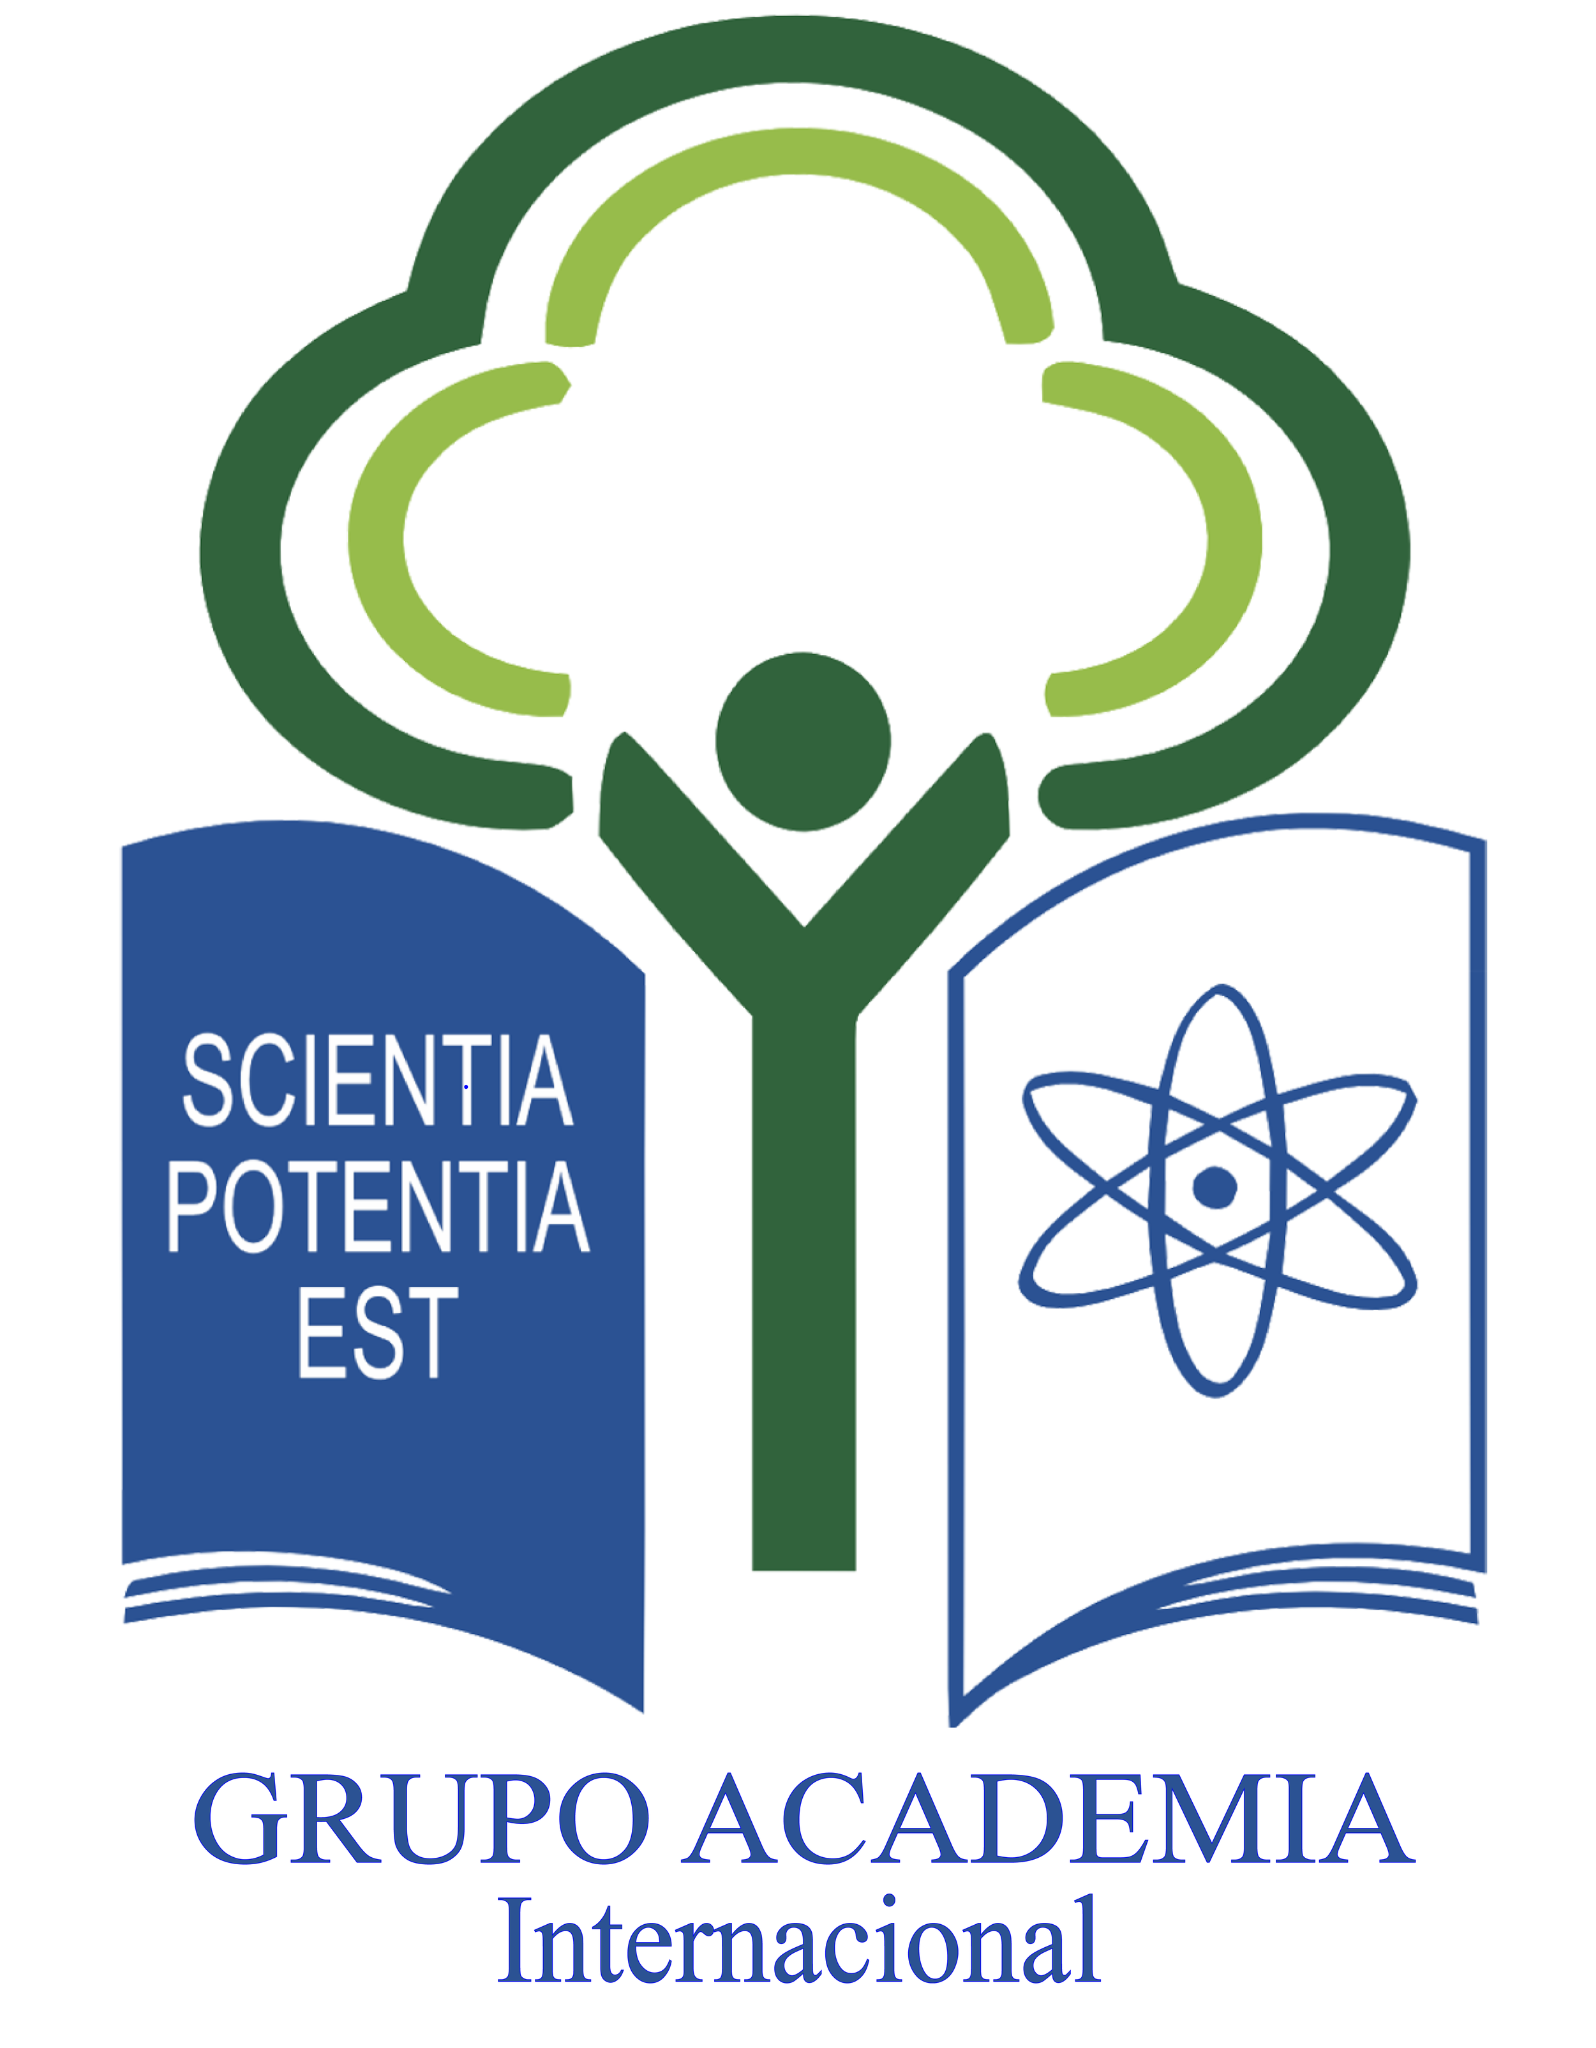 SCIENTIA
POTENTIA
EST
GRUPO ACADEMIA
Internacional